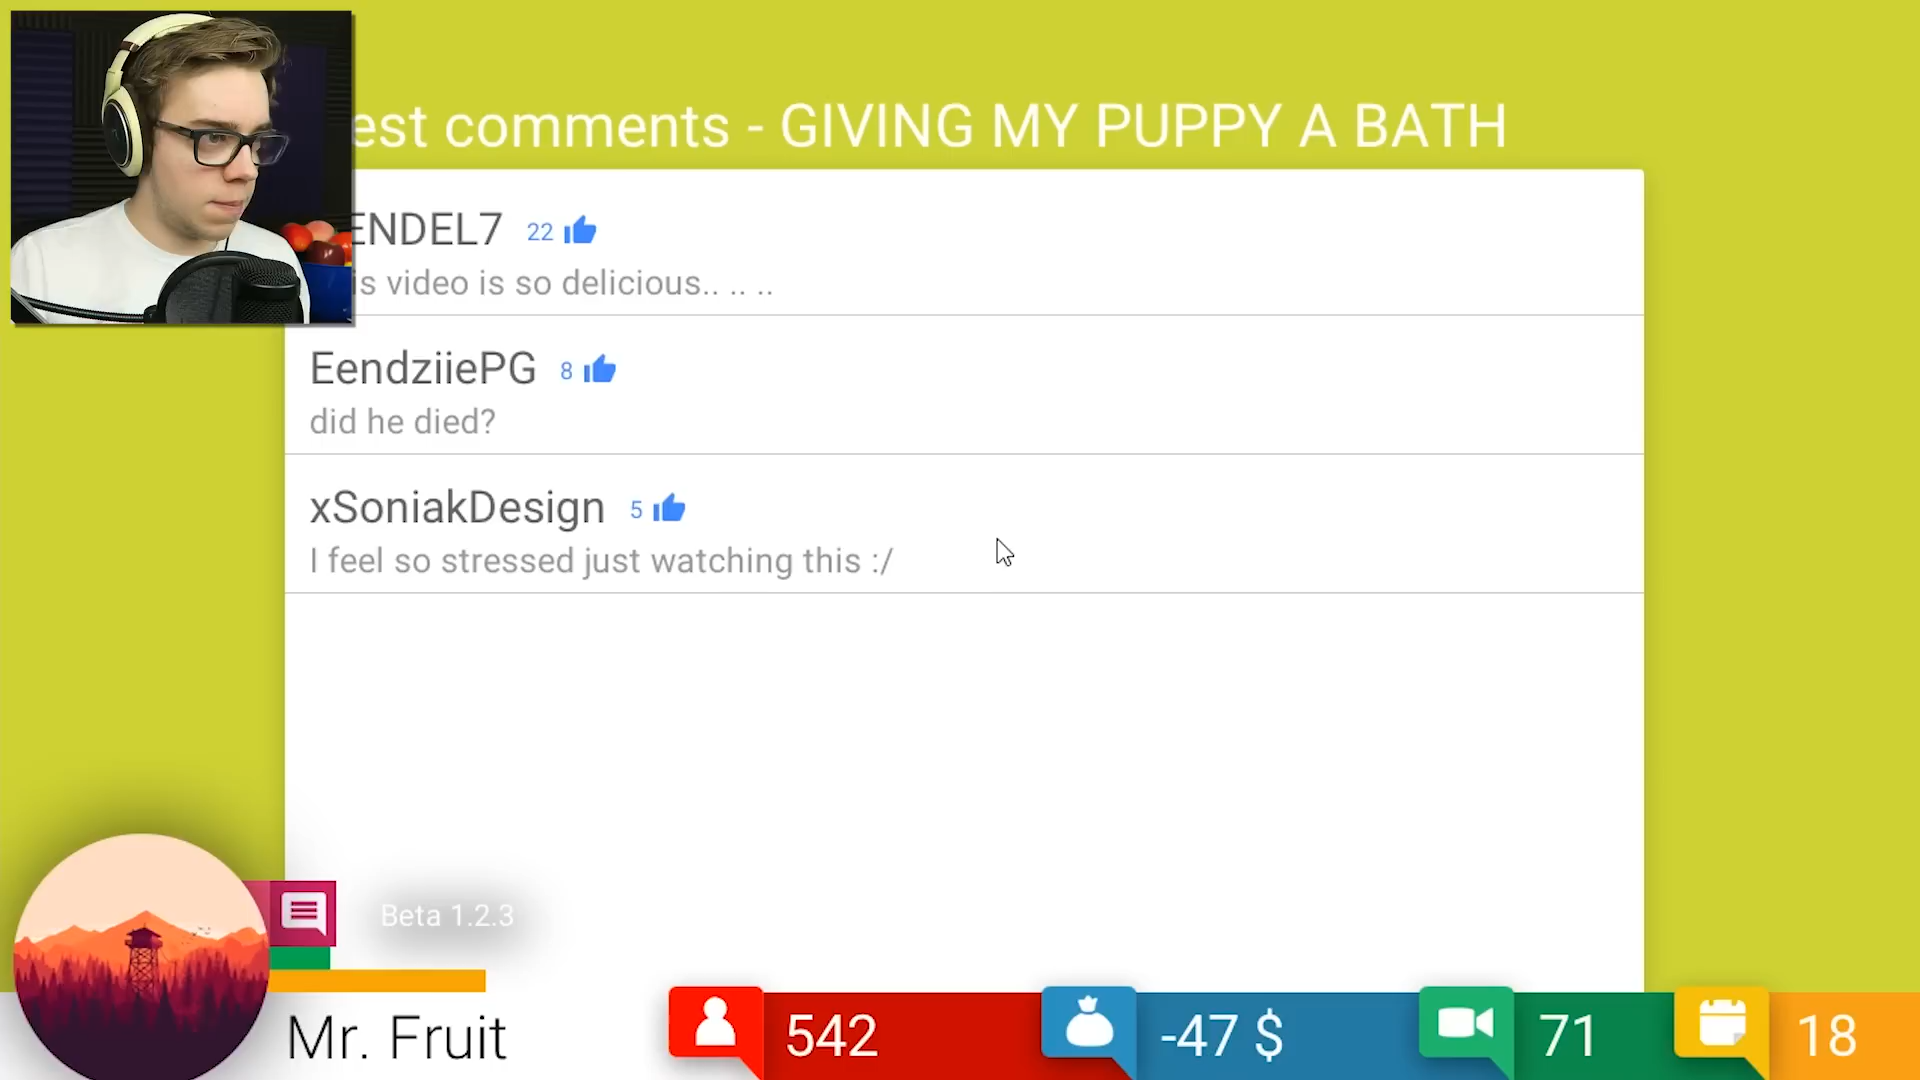 est comments - GIVING MY PUPPY A BATH
ENDEL7 22
is video is so delicious.. .. ..
EendziiePG 8
did he died?
xSoniakDesign 5
I feel so stressed just watching this :/
Beta 1.2.3
Mr. Fruit
542
-47 $
71
18